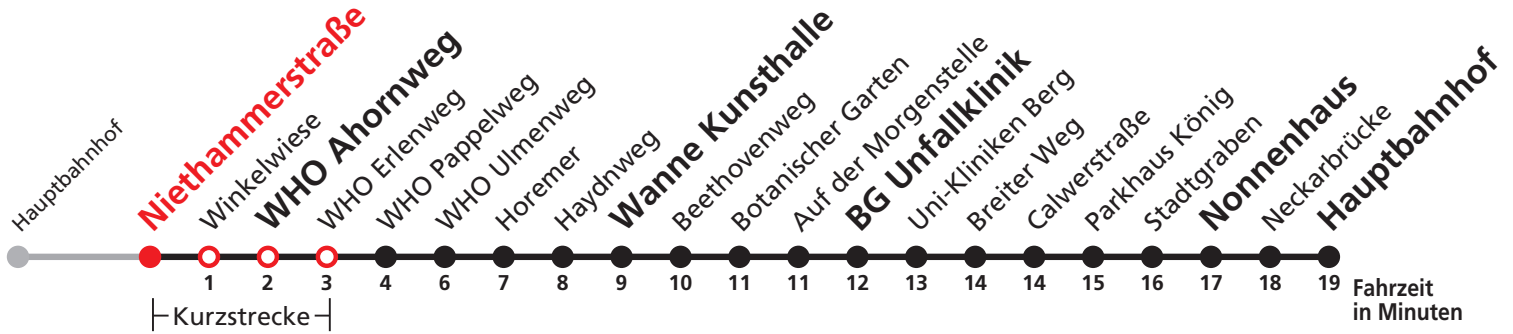 Hauptbahnhof
Niethammerstraße
Winkelwiese
WHO Ahornweg
WHO Erlenweg
WHO Pappelweg
WHO Ulmenweg
Horemer
Haydnweg
Wanne Kunsthalle
Beethovenweg
Botanischer Garten
Auf der Morgenstelle
BG Unfallklinik
Uni-Kliniken Berg
Breiter Weg
Calwerstraße
Parkhaus König
Stadtgraben
Nonnenhaus
Neckarbrücke
Hauptbahnhof
1 2 3 4 6 7 8 9 10 11 11 12 13 14 14 15 16 17 18 19
Fahrzeit
in Minuten
Kurzstrecke